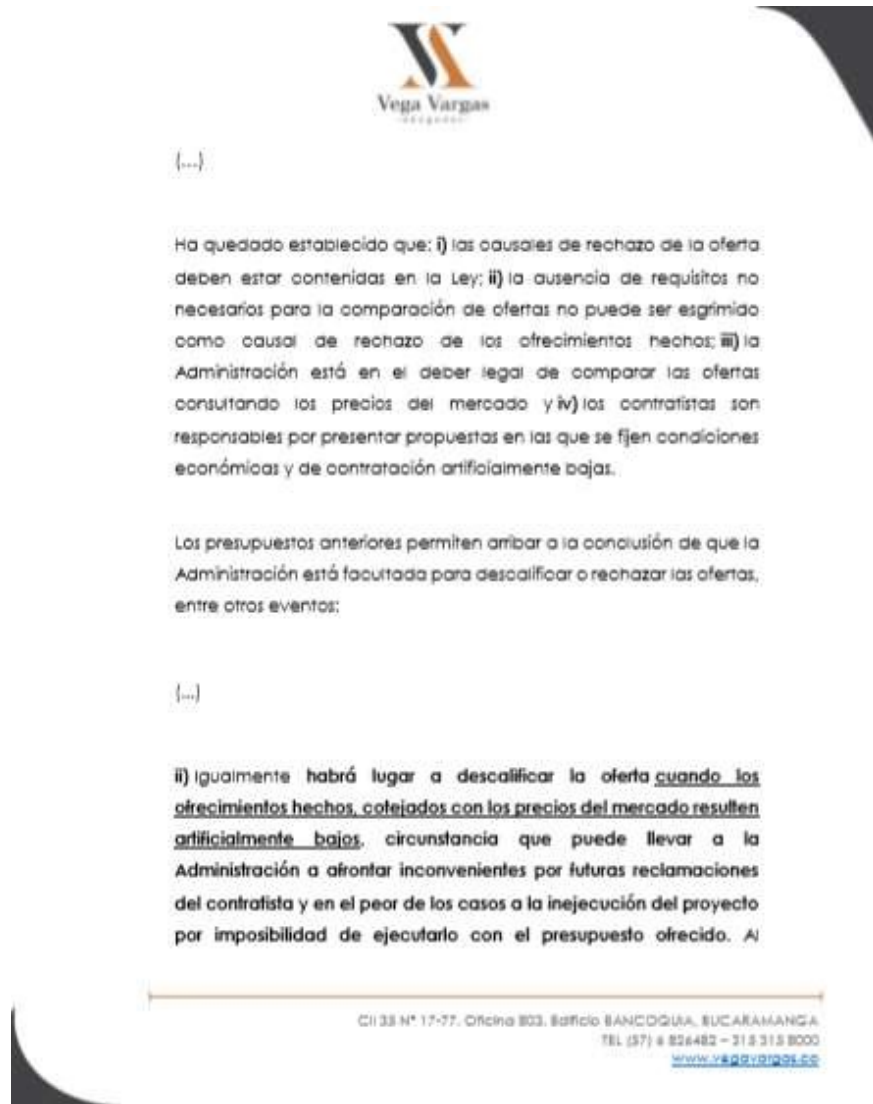 Vega Vargas
abogados
(...)
Ha quedado establecido que: i) las causales de rechazo de la oferta
deben estar contenidas en la Ley; ii) la ausencia de requisitos no
necesarios para la comparación de ofertas no puede ser esgrimido
como causal de rechazo de los ofrecimientos hechos; iii) la
Administración está en el deber legal de comparar las ofertas
consultando los precios del mercado y iv) los contratistas son
responsables por presentar propuestas en las que se fijen condiciones
económicas y de contratación artificialmente bajas.
Los presupuestos anteriores permiten arribar a la conclusión de que la
Administración está facultada para descalificar o rechazar las ofertas,
entre otros eventos:
(...)
ii) Igualmente habrá lugar a descalificar la oferta cuando los
ofrecimientos hechos, cotejados con los precios del mercado resulten
artificialmente bajos, circunstancia que puede llevar a la
Administración a afrontar inconvenientes por futuras reclamaciones
del contratista y en el peor de los casos a la inejecución del proyecto
por imposibilidad de ejecutarlo con el presupuesto ofrecido. Al
Cll 35 N° 17-77. Oficina 803. Edificio BANCOQUIA, BUCARAMANGA
TEL (57) 6 826482 – 315 315 8000
www.vegavargas.co